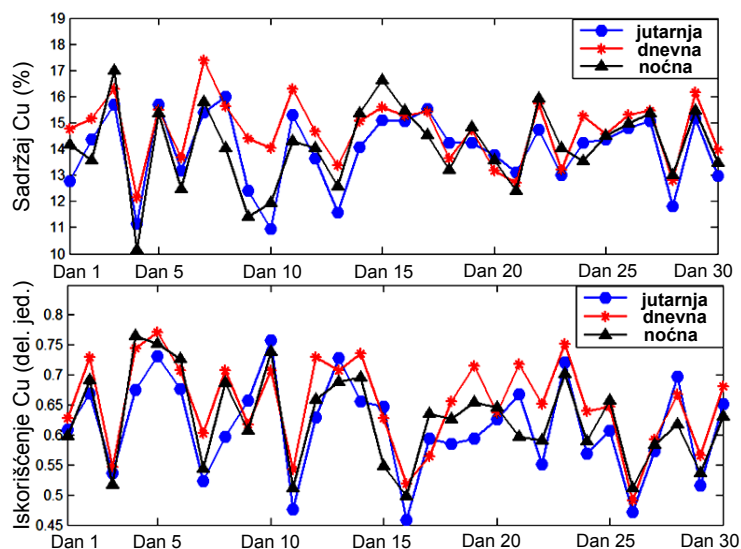 Sadržaj Cu (%)
19
18
17
16
15
14
13
12
11
10
jutarnja
dnevna
noćna
Dan 1 Dan 5 Dan 10 Dan 15 Dan 20 Dan 25 Dan 30
Iskorišćenje Cu (del. jed.)
0.8
0.75
0.7
0.65
0.6
0.55
0.5
0.45
jutarnja
dnevna
noćna
Dan 1 Dan 5 Dan 10 Dan 15 Dan 20 Dan 25 Dan 30